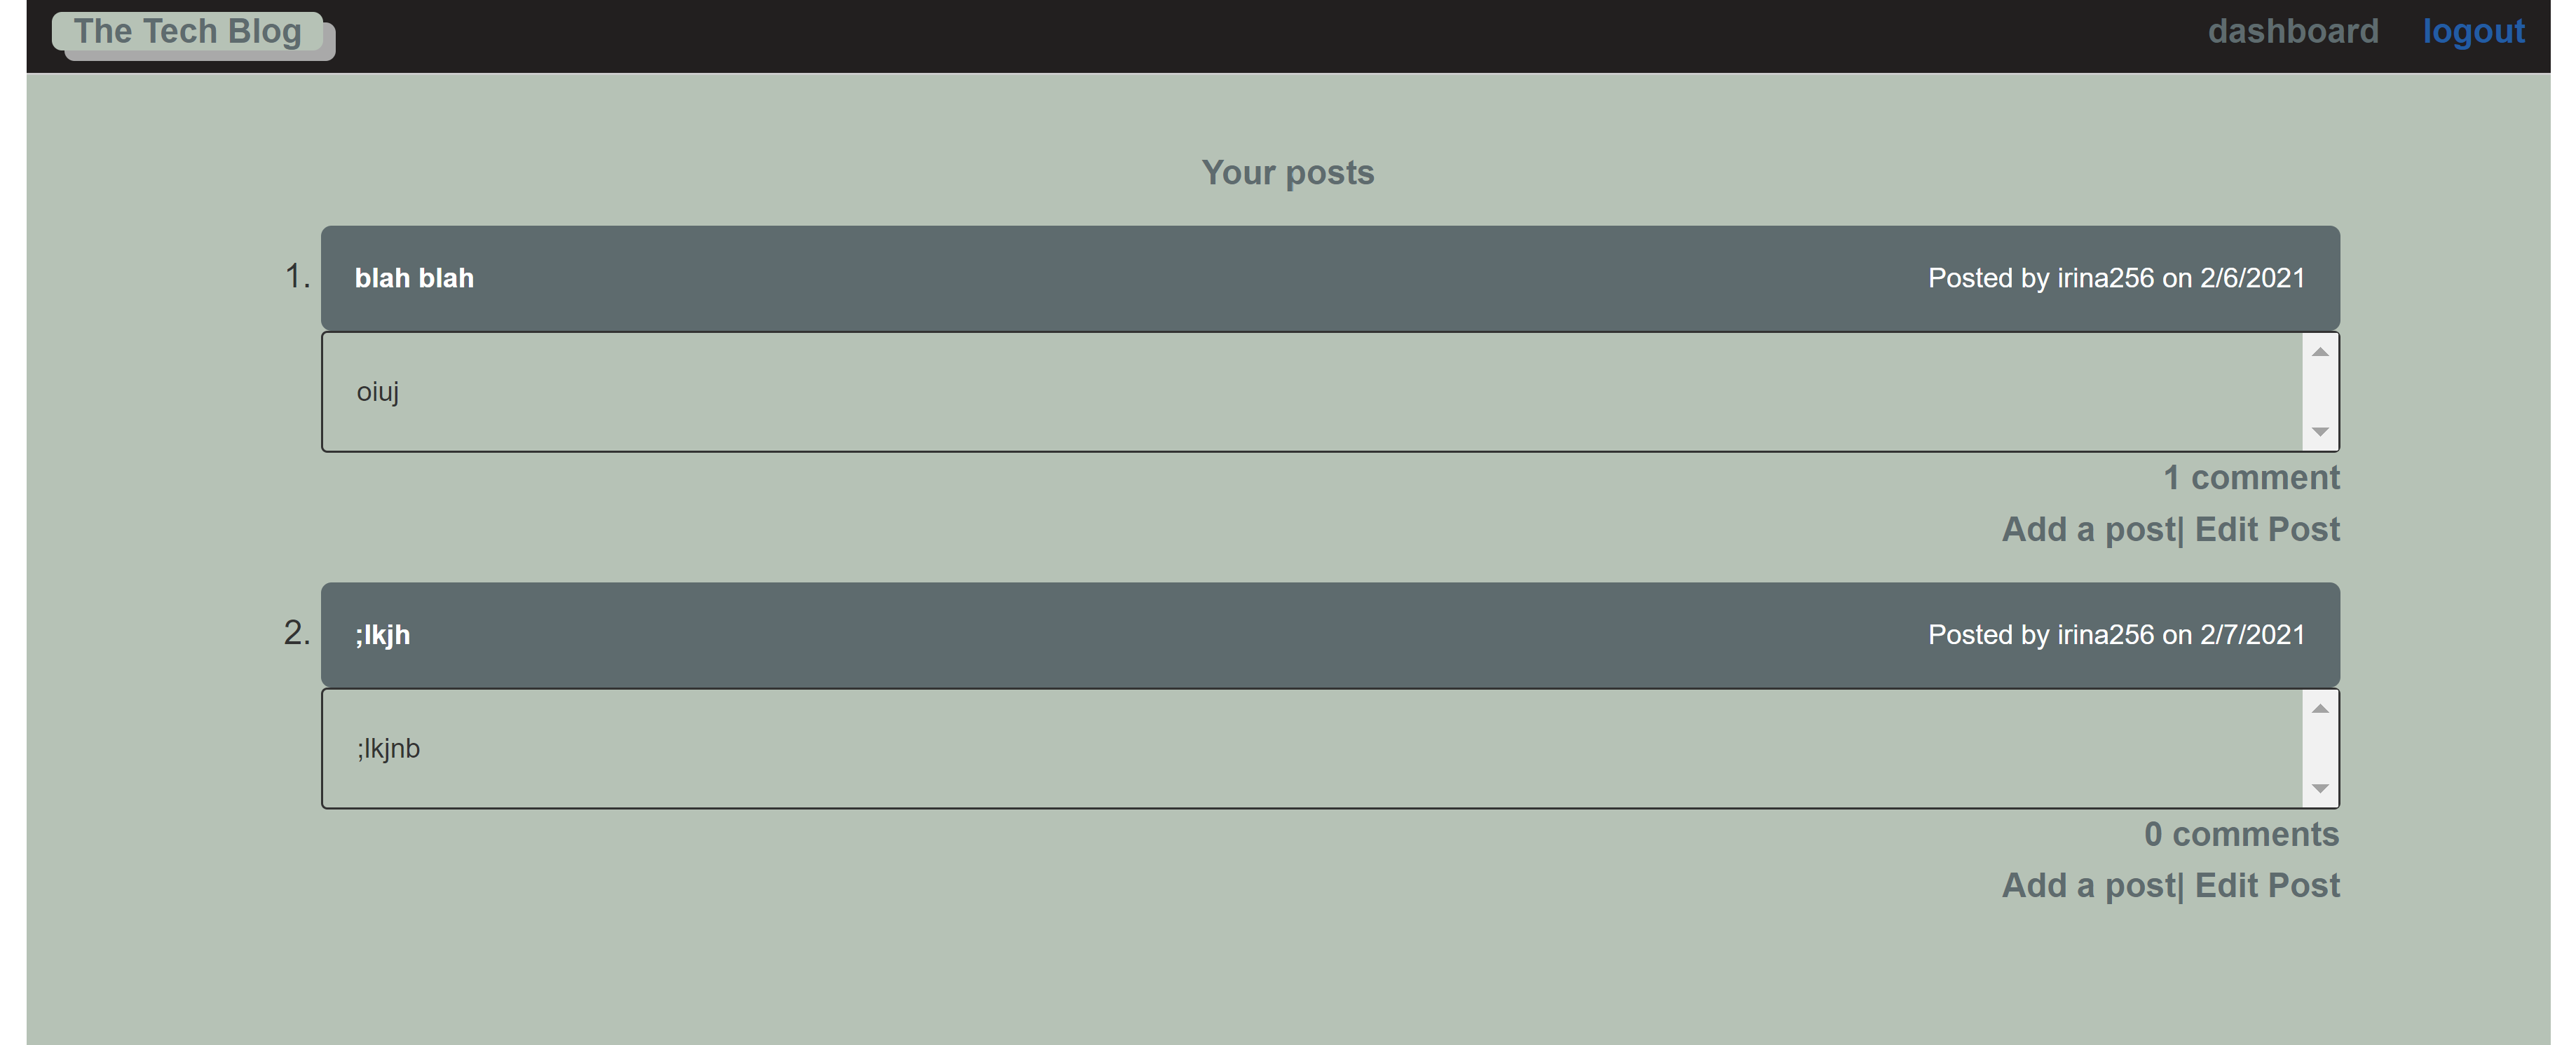 The Tech Blog dashboard logout
Your posts
1. blah blah Posted by irina256 on 2/6/2021
oiuj
1 comment
Add a post| Edit Post
2. ;lkjh Posted by irina256 on 2/7/2021
;lkjnb
0 comments
Add a post| Edit Post